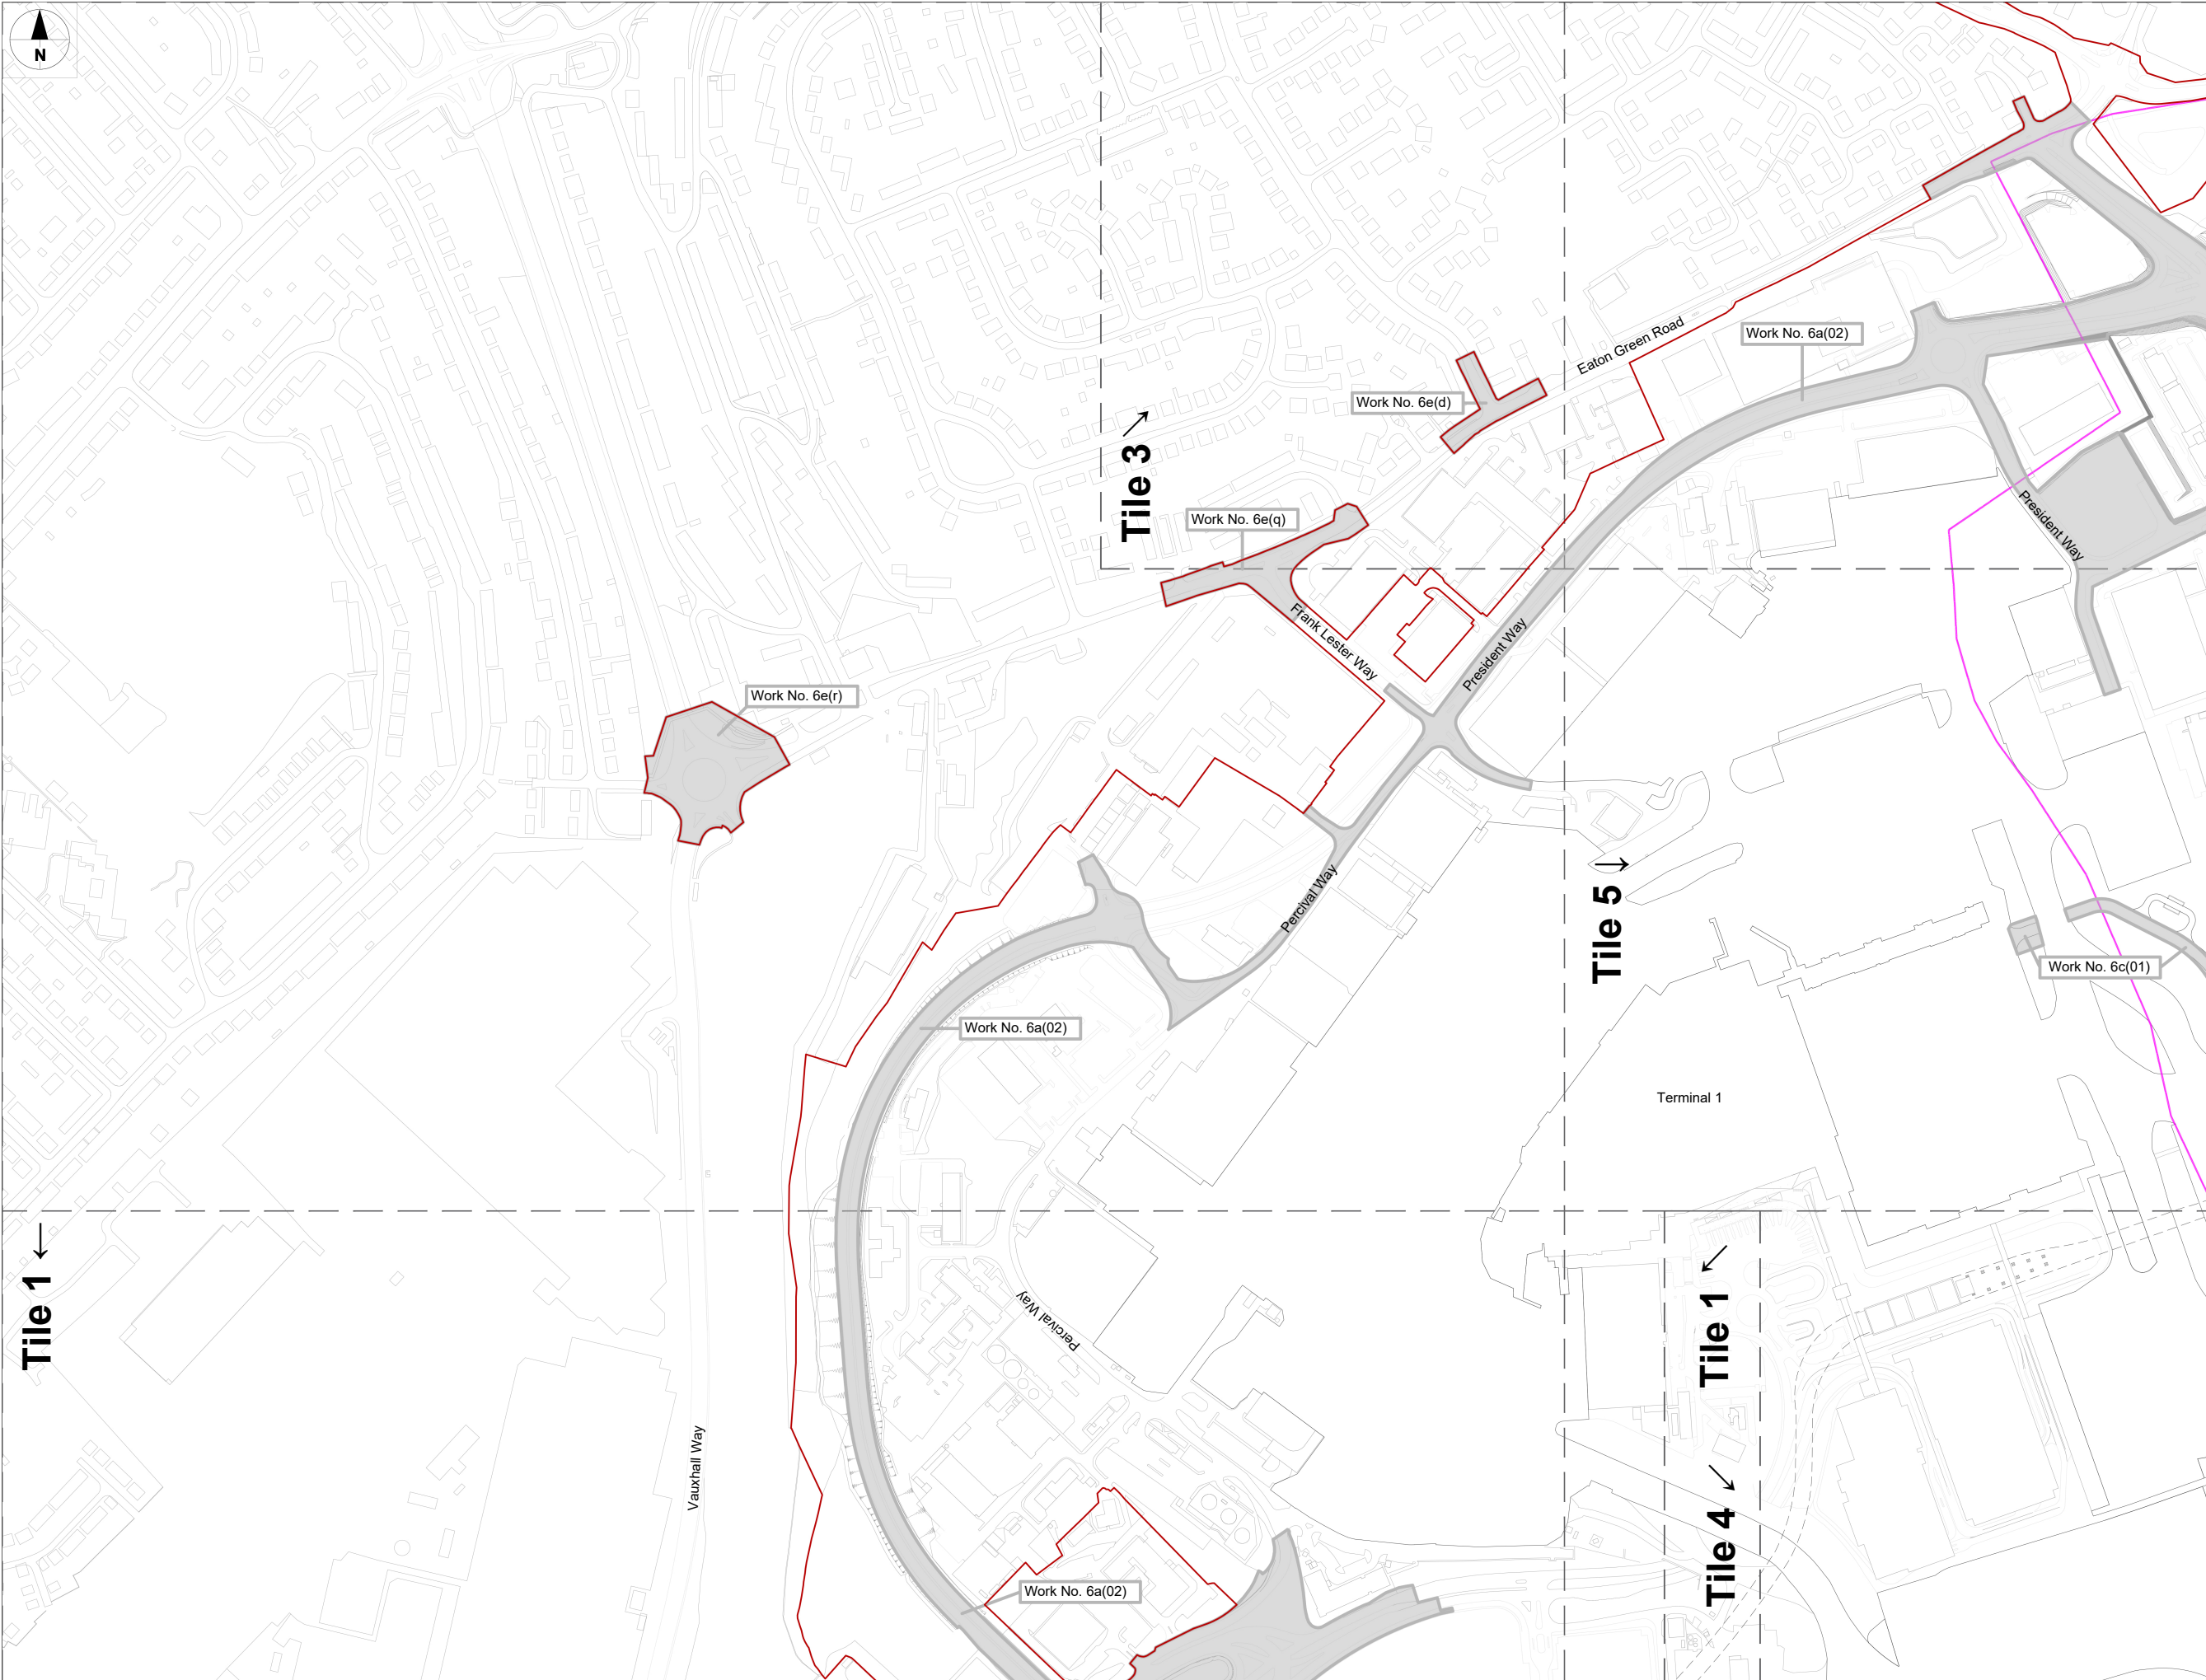 N
Work No. 6a(02)
Eaton Green Road
Work No. 6e(d)
Tile 3
Work No. 6e(q)
President Way
Frank Lester Way
President Way
Work No. 6e(r)
Percival Way
Tile 5
Work No. 6c(01)
Work No. 6a(02)
Terminal 1
Tile 1
Percival Way
Tile 1
Vauxhall Way
Tile 4
Work No. 6a(02)